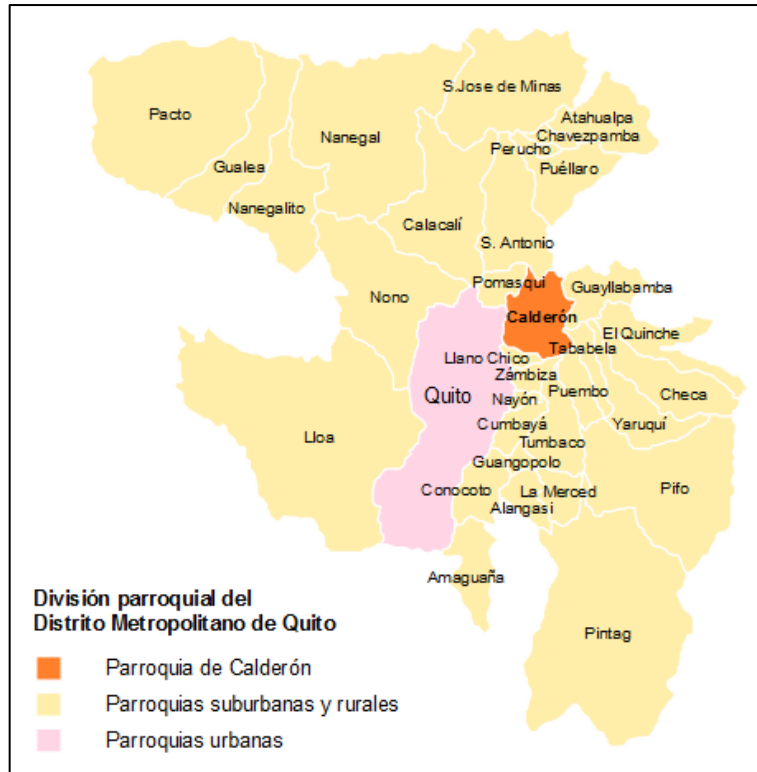 S.Jose de Minas
Pacto
Atahualpa
Chavezpamba
Nanegal
Perucho
Gualea
Puéllaro
Nanegalito
Calacalí
S. Antonio
Pomasqui
Guayllabamba
Nono
Calderón
El Quinche
Tababela
Llano Chico
Zámbiza
Puembo
Checa
Quito
Nayón
Yaruquí
Cumbayá
Lloa
Tumbaco
Guangopolo
Conocoto
La Merced
Pifo
Alangasi
Amaguaña
Pintag
División parroquial del
Distrito Metropolitano de Quito
Parroquia de Calderón
Parroquias suburbanas y rurales
Parroquias urbanas